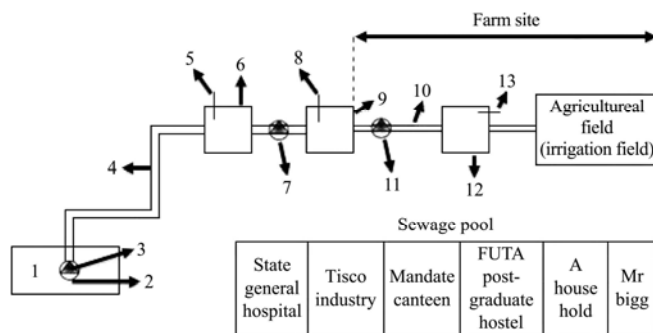 Farm site
5
6
8
9
10
13
Agricultureal
field
(irrigation field)
4
7
11
12
Sewage pool
3
1
2
State
general
hospital
Tisco
industry
Mandate
canteen
FUTA
post-
graduate
hostel
A
house
hold
Mr
bigg